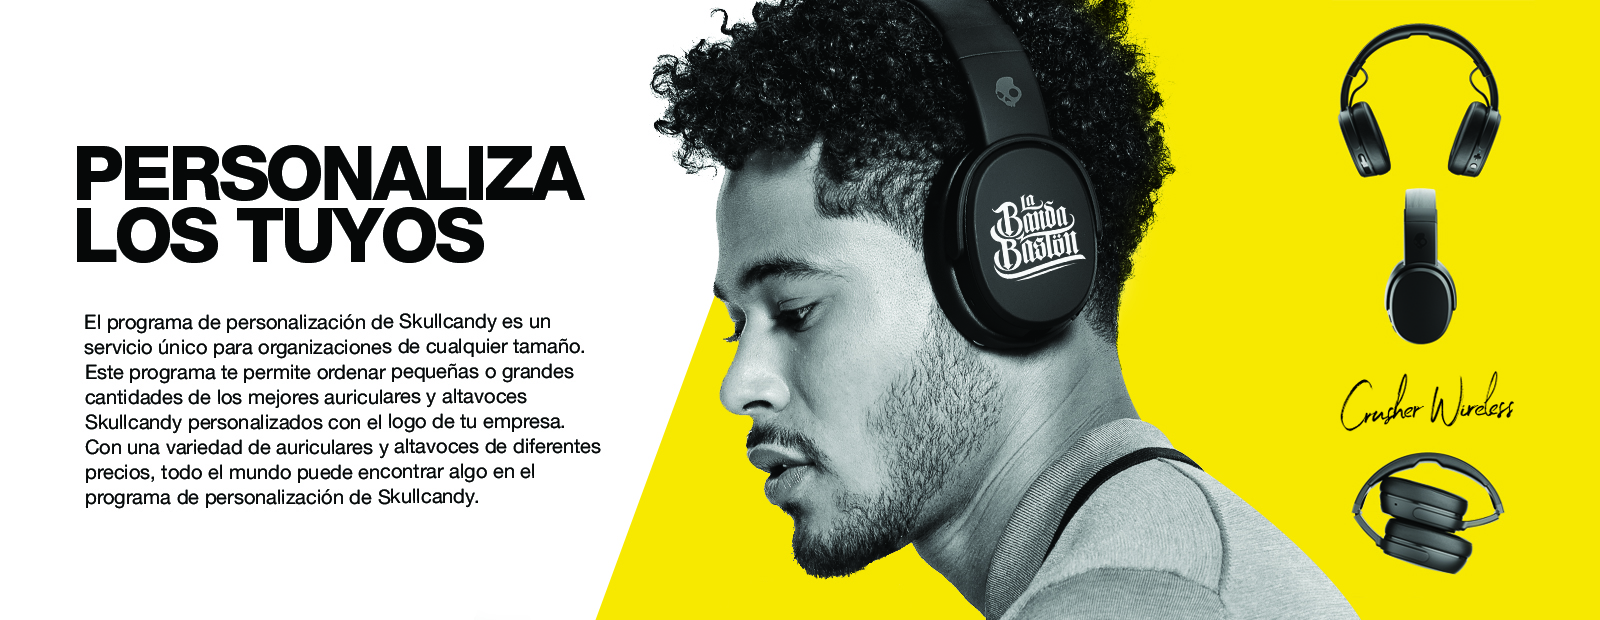 PERSONALIZA
LOS TUYOS
El programa de personalización de Skullcandy es un
servicio único para organizaciones de cualquier tamaño.
Este programa te permite ordenar pequeñas o grandes
cantidades de los mejores auriculares y altavoces
Skullcandy personalizados con el logo de tu empresa.
Con una variedad de auriculares y altavoces de diferentes
precios, todo el mundo puede encontrar algo en el
programa de personalización de Skullcandy.
La
Banda
Bastön
Crusher Wireless